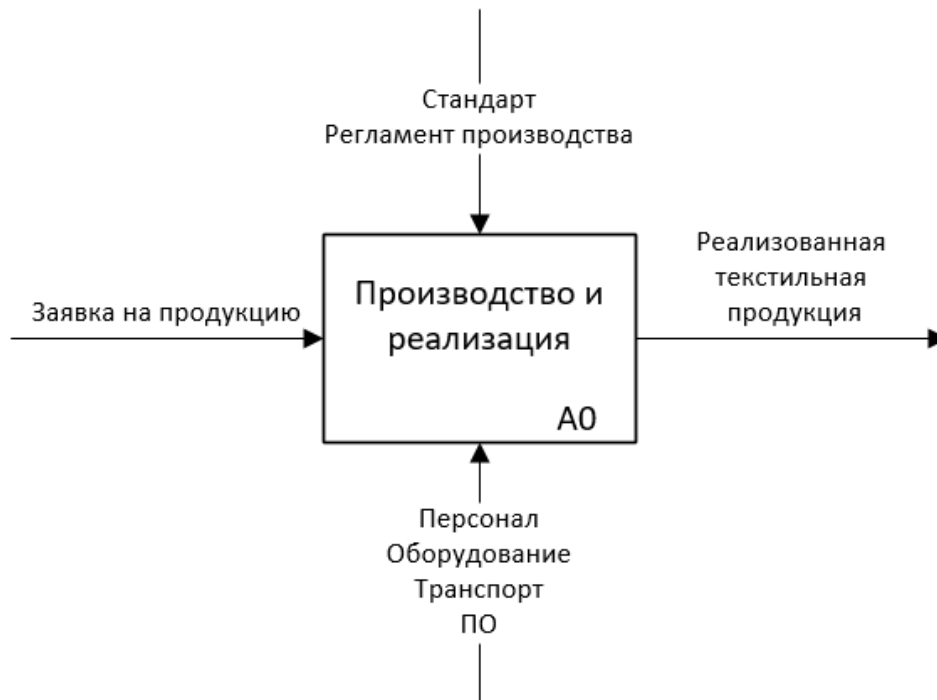 Стандарт
Регламент производства
Заявка на продукцию
Производство и
реализация
А0
Реализованная
текстильная
продукция
Персонал
Оборудование
Транспорт
ПО